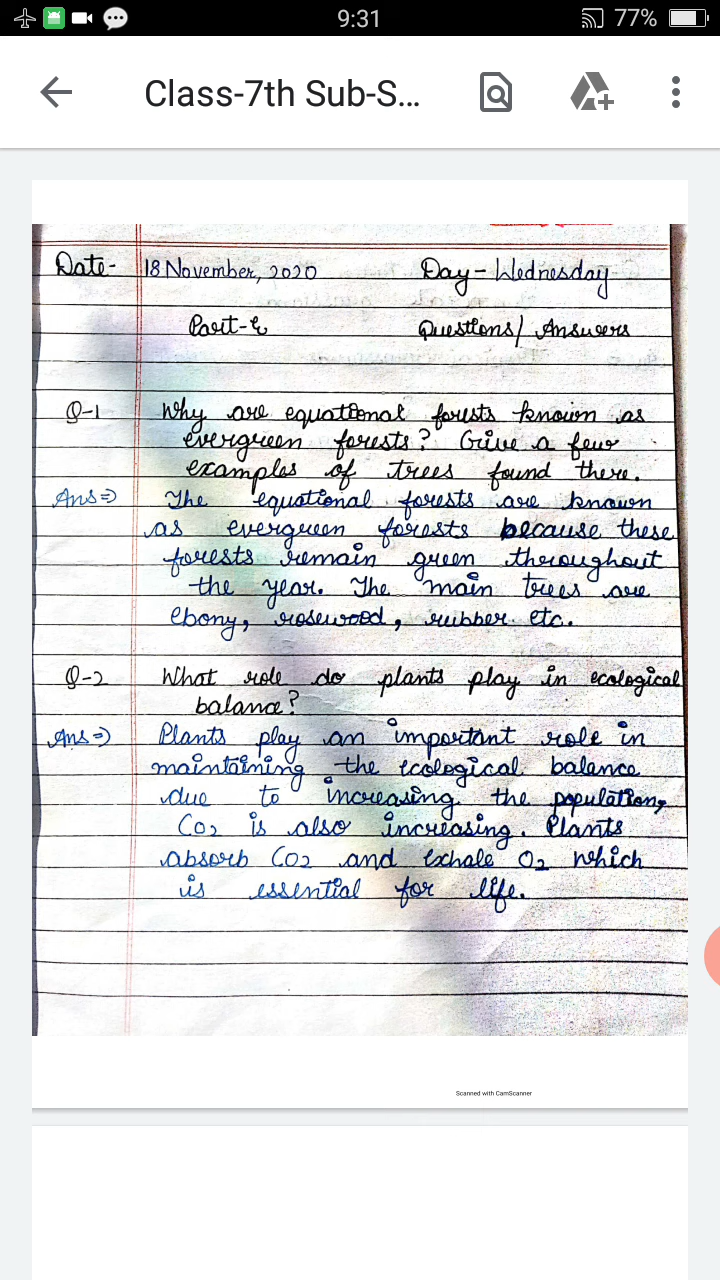 9:31
77%
Class-7th Sub-S...
Date- 18 November, 2020 Day- Wednesday
Part-E Questions/Answers
Q-1 Why are equational forests known as
evergreen forests? Give a few
examples of trees found there.
Ans⇒ The equational forests are known
as evergreen forests because these
forests remain green throughout
the year. The main trees are
ebony, rosewood, rubber etc.
Q-2 What role do plants play in ecological
balance?
Ans⇒ Plants play an important role in
maintaining the ecological balance
due to increasing the population,
CO2 is also increasing. Plants
absorb CO2 and exhale O2 which
is essential for life.
Scanned with CamScanner